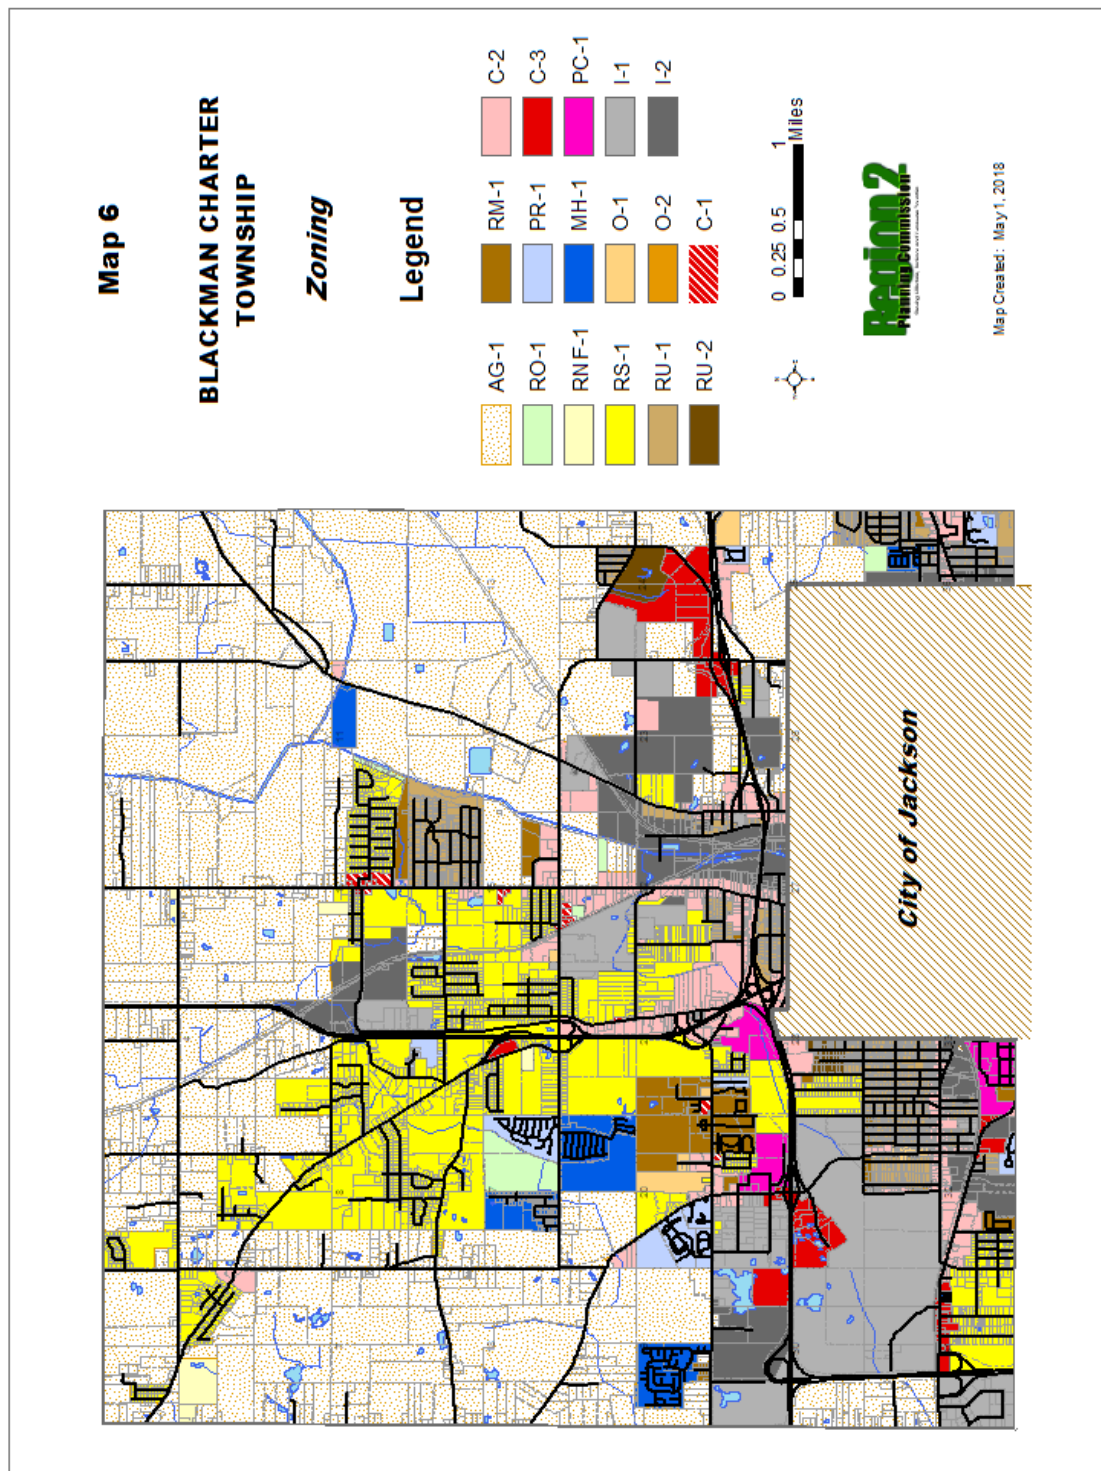 Map 6
BLACKMAN CHARTER
TOWNSHIP
Zoning
Legend
AG-1
RO-1
RNF-1
RS-1
RU-1
RU-2
RM-1
PR-1
MH-1
O-1
O-2
C-1
C-2
C-3
PC-1
I-1
I-2
0 0.25 0.5 1
Miles
Region 2
Planning Commission
Map Created: May 1, 2018
City of Jackson